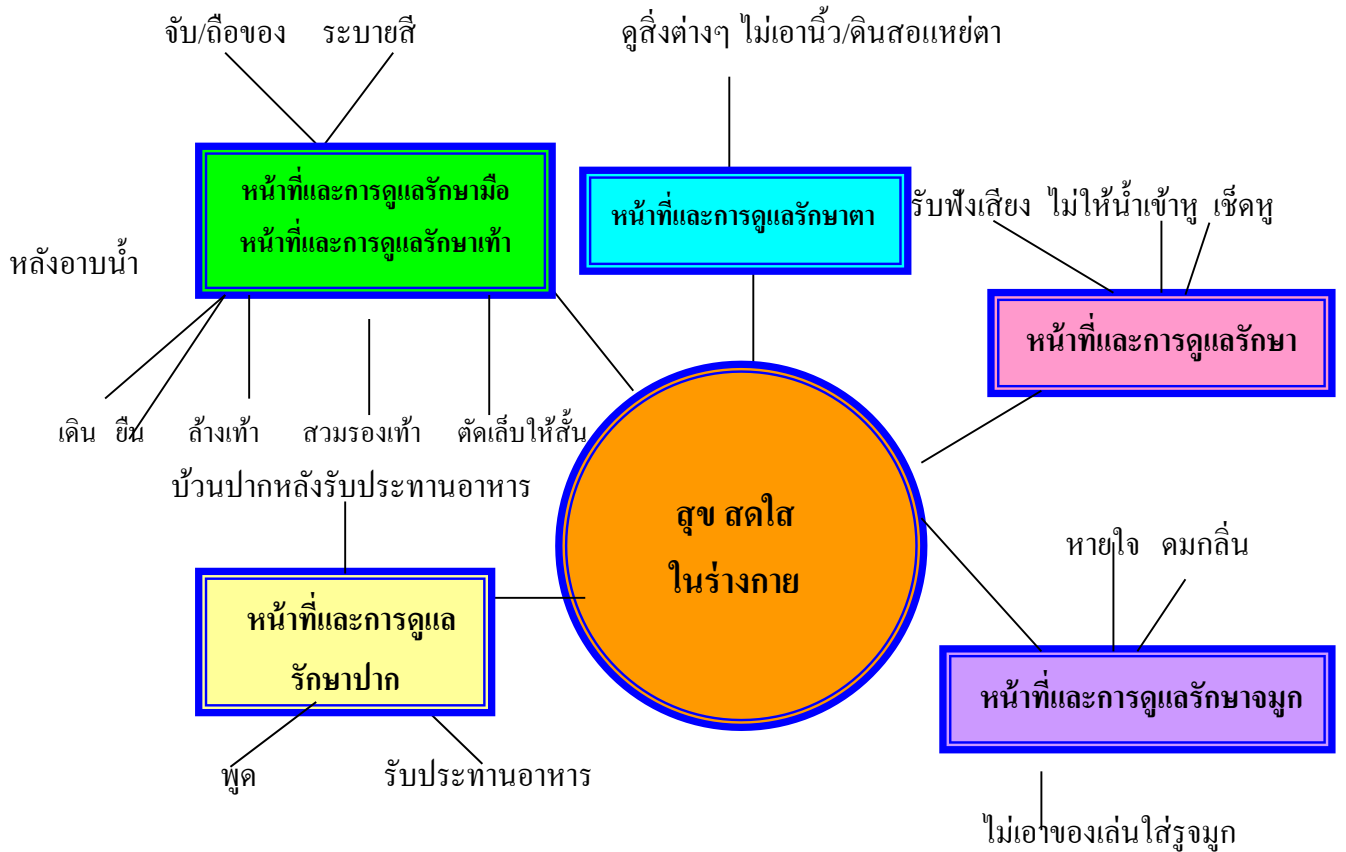 จับ/ถือของ ระบายสี
ดูสิ่งต่างๆ ไม่เอานิ้ว/ดินสอแหย่ตา
หน้าที่และการดูแลรักษามือ
หน้าที่และการดูแลรักษาเท้า
หน้าที่และการดูแลรักษาตา
รับฟังเสียง ไม่ให้น้ำเข้าหู เช็ดหู
หลังอาบน้ำ
หน้าที่และการดูแลรักษา
เดิน ยืน ล้างเท้า สวมรองเท้า ตัดเล็บให้สั้น
บ้วนปากหลังรับประทานอาหาร
สุข สดใส
ในร่างกาย
หายใจ ดมกลิ่น
หน้าที่และการดูแล
รักษาปาก
หน้าที่และการดูแลรักษาจมูก
พูด รับประทานอาหาร
ไม่เอาของเล่นใส่รูจมูก